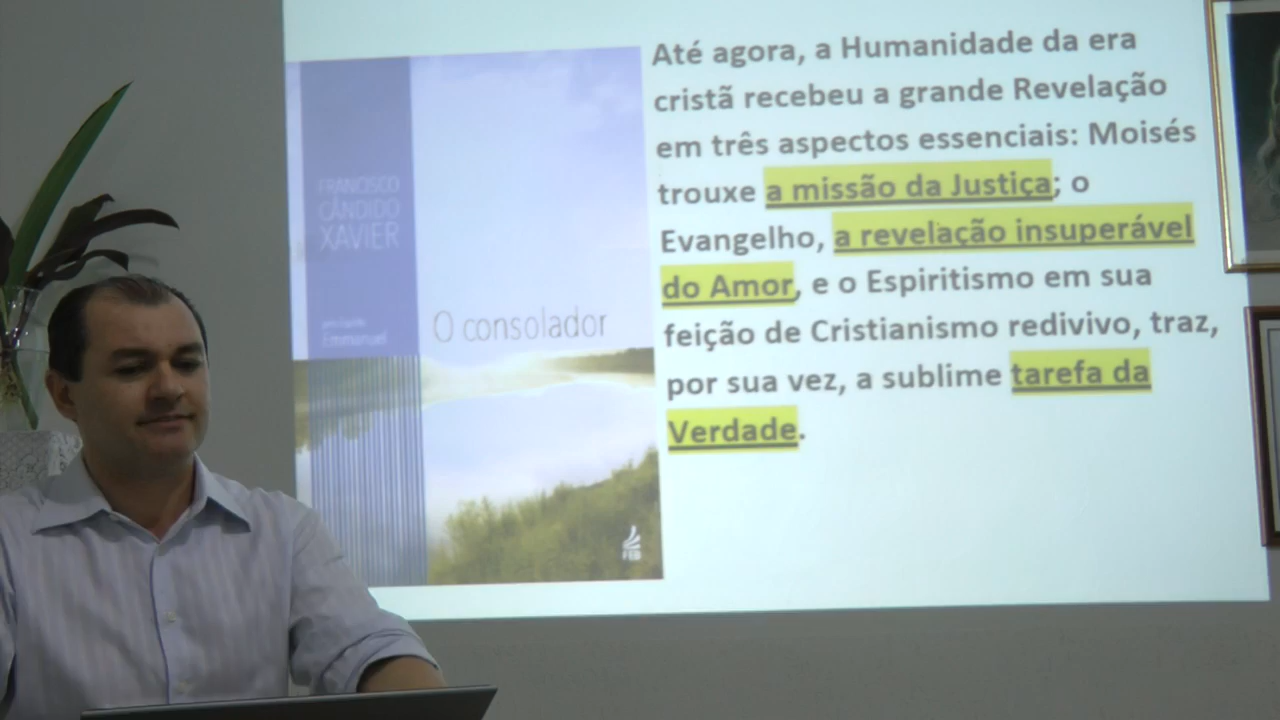 FRANCISCO
CÂNDIDO
XAVIER
Emmanuel
O consolador
FEB
Até agora, a Humanidade da era
cristã recebeu a grande Revelação
em três aspectos essenciais: Moisés
trouxe a missão da Justiça; o
Evangelho, a revelação insuperável
do Amor, e o Espiritismo em sua
feição de Cristianismo redivivo, traz,
por sua vez, a sublime tarefa da
Verdade.